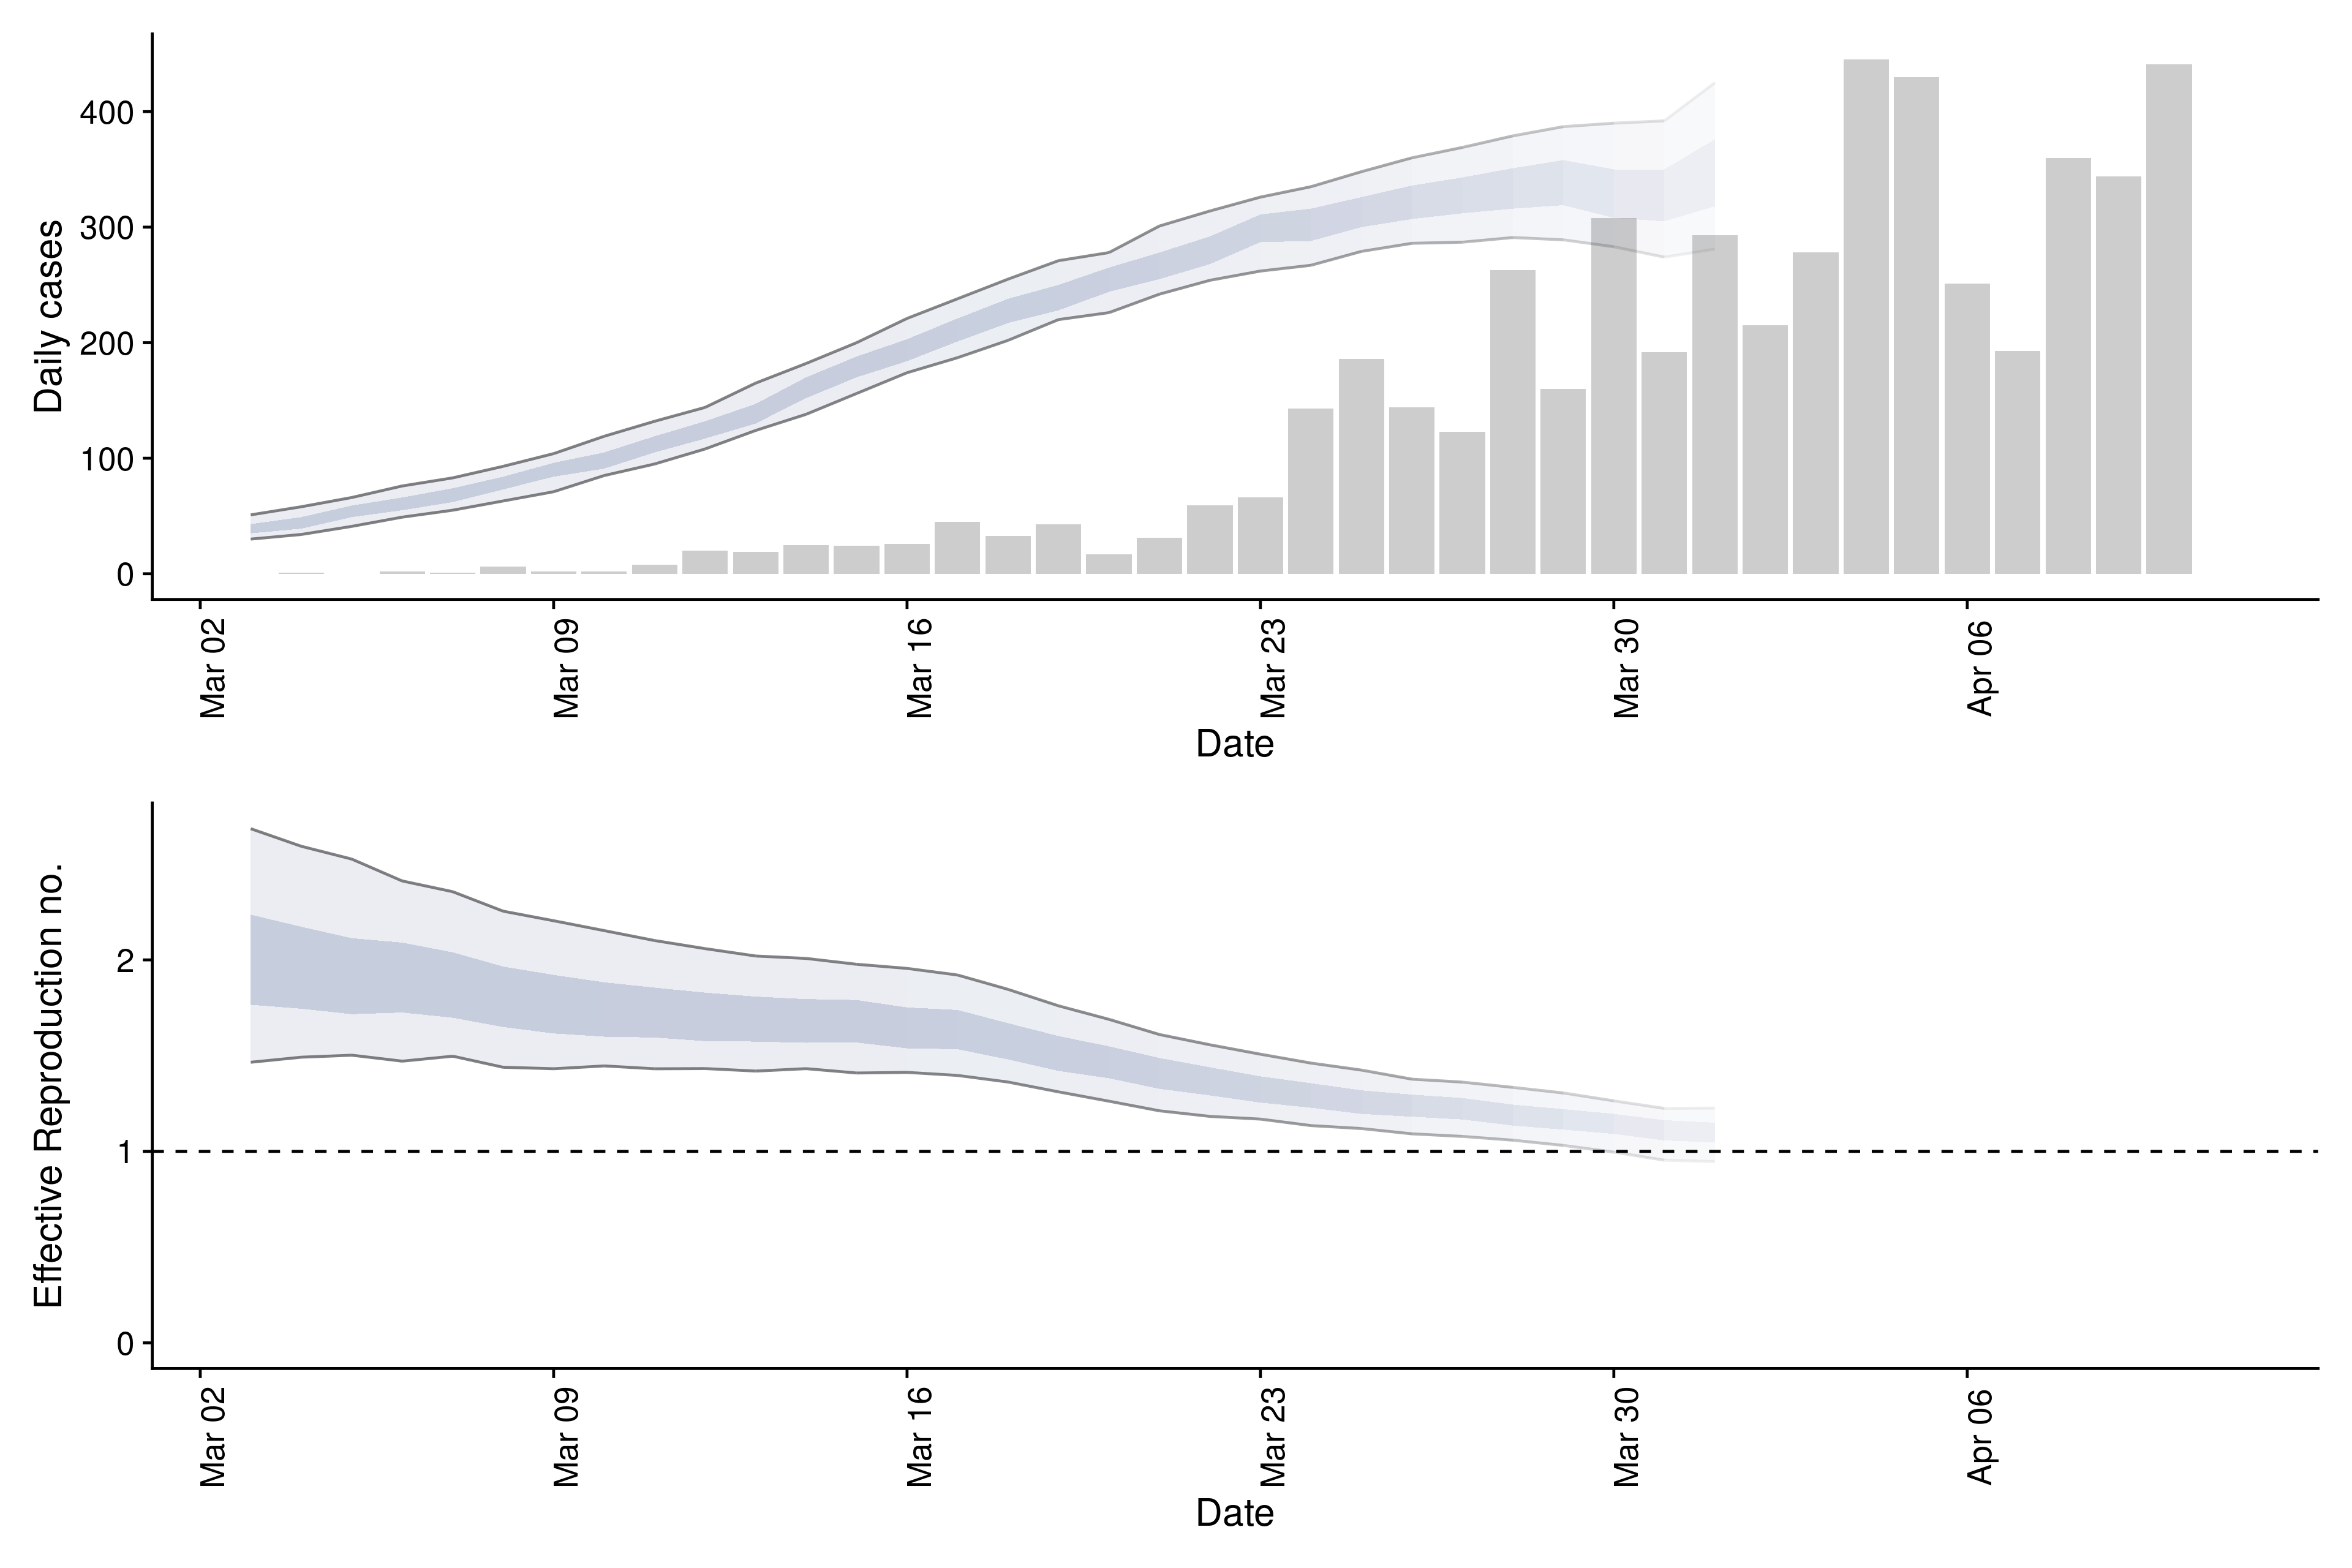 Daily cases
400
300
200
100
0
Mar 02
Mar 09
Mar 16
Mar 23
Mar 30
Apr 06
Date
Effective Reproduction no.
2
1
0
Mar 02
Mar 09
Mar 16
Mar 23
Mar 30
Apr 06
Date